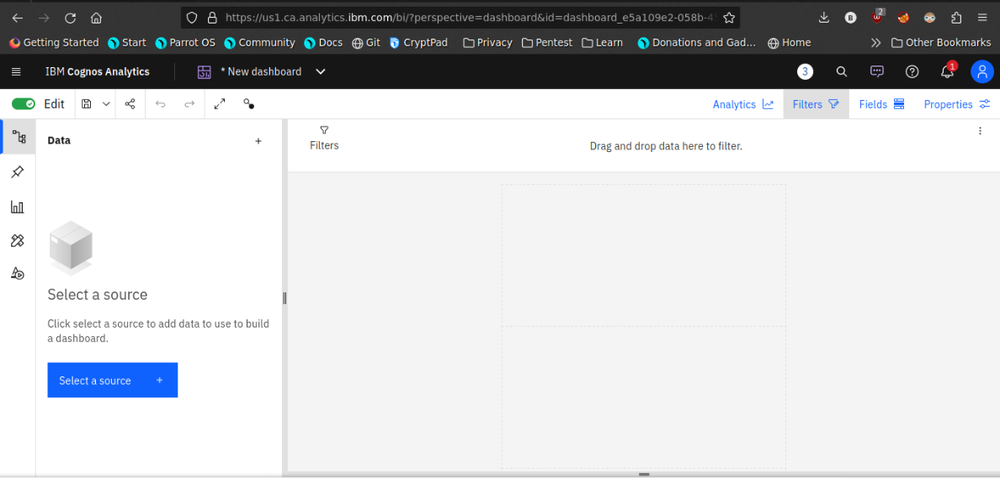 https://us1.ca.analytics.ibm.com/bi/?perspective=dashboard&id=dashboard_e5a109e2-058b-4
B
2
Getting Started Start Parrot OS Community Docs Git CryptPad Privacy Pentest Learn Donations and Gad... Home Other Bookmarks
IBM Cognos Analytics * New dashboard 3 1
Edit Analytics Filters Fields Properties
Data +
Filters
Drag and drop data here to filter.
Select a source
Click select a source to add data to use to build
a dashboard.
Select a source +